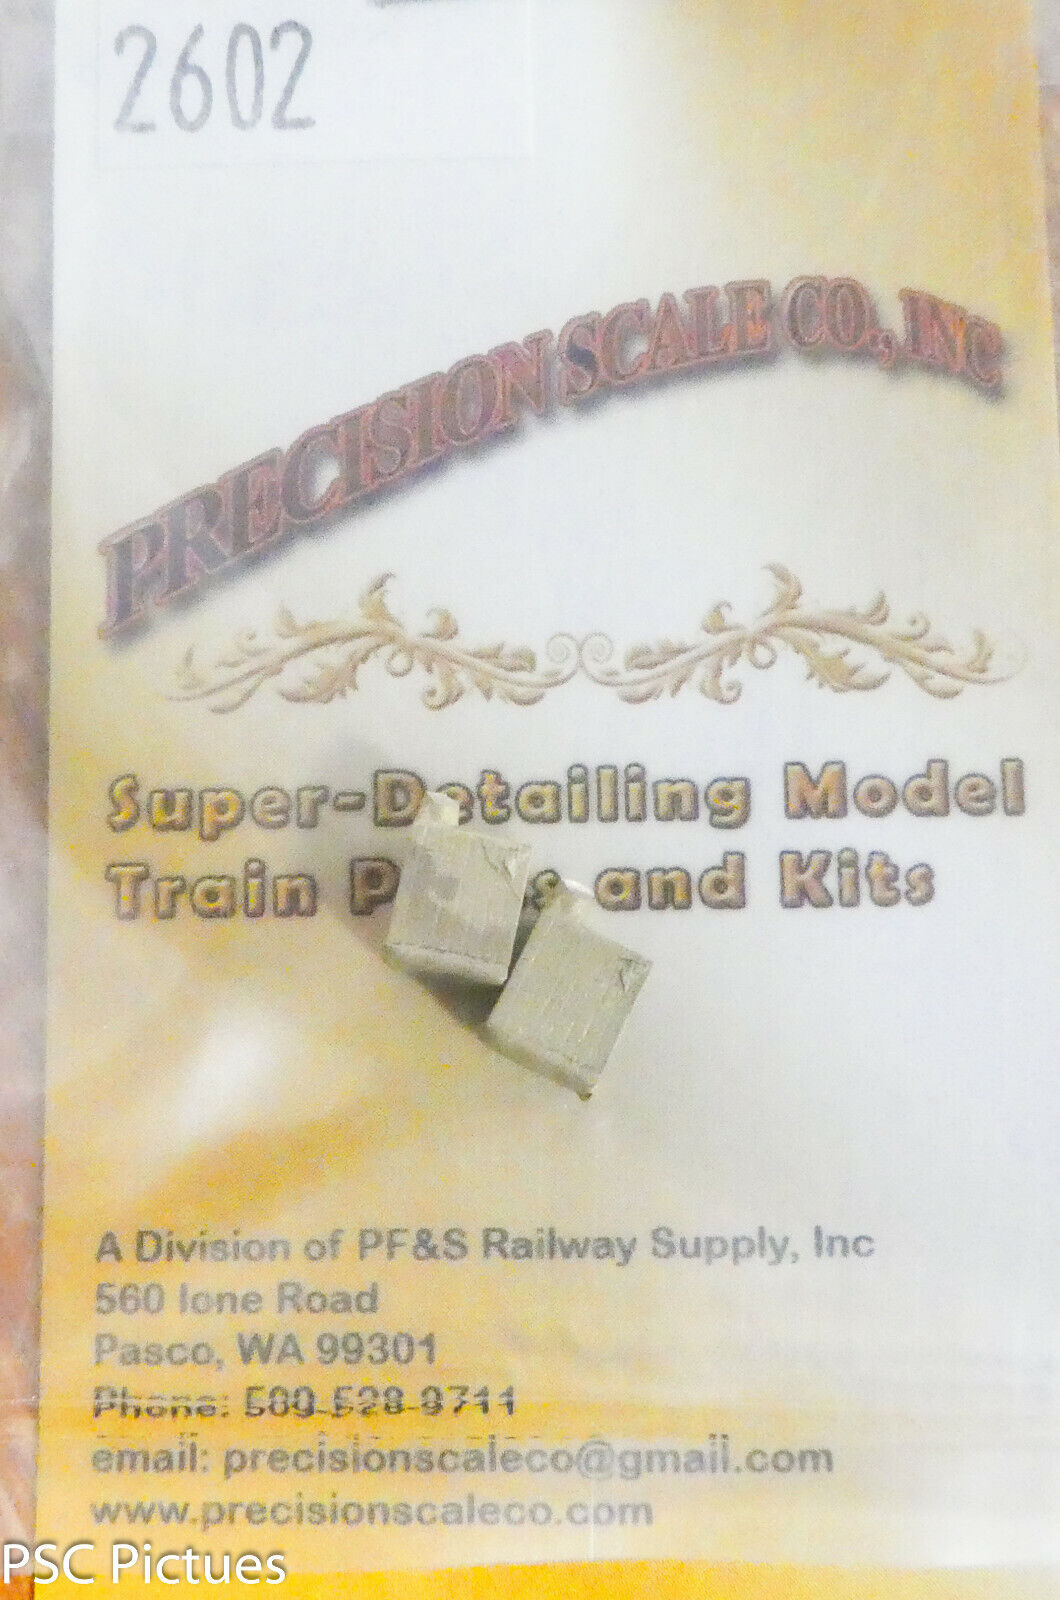 2602
PRECISION SCALE CO., INC
Super-Detailing Model
Train and Kits
A Division of PF&S Railway Supply, Inc
560 Ione Road
Pasco, WA 99301
Phone: 509-528-9711
email: precisionscaleco@gmail.com
www.precisionscaleco.com
PSC Pictues